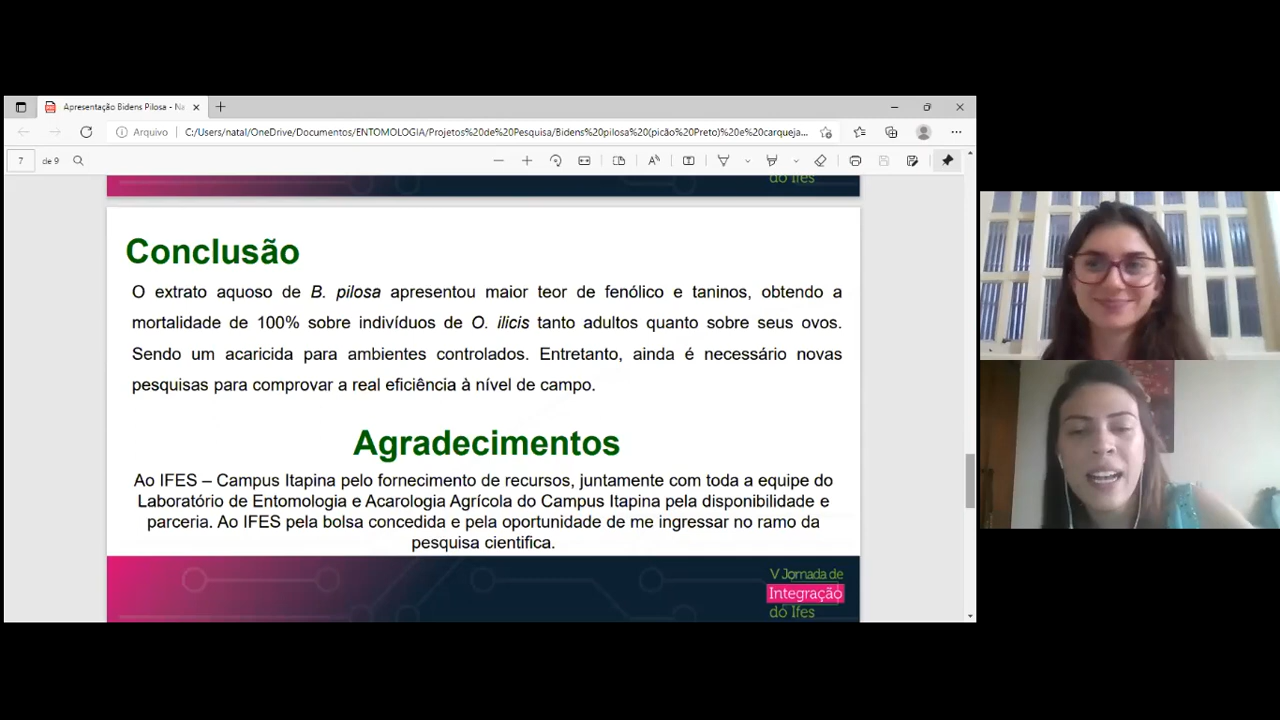 Apresentação Bidens Pilosa - Na
Arquivo C:/Users/natal/OneDrive/Documentos/ENTOMOLOGIA/Projetos%20de%20Pesquisa/Bidens%20pilosa%20(picão%20Preto)%20e%20carqueja...
7 de 9
do Ifes
Conclusão
O extrato aquoso de B. pilosa apresentou maior teor de fenólico e taninos, obtendo a
mortalidade de 100% sobre indivíduos de O. ilicis tanto adultos quanto sobre seus ovos.
Sendo um acaricida para ambientes controlados. Entretanto, ainda é necessário novas
pesquisas para comprovar a real eficiência à nível de campo.
Agradecimentos
Ao IFES – Campus Itapina pelo fornecimento de recursos, juntamente com toda a equipe do
Laboratório de Entomologia e Acarologia Agrícola do Campus Itapina pela disponibilidade e
parceria. Ao IFES pela bolsa concedida e pela oportunidade de me ingressar no ramo da
pesquisa cientifica.
V Jornada de
Integração
do Ifes